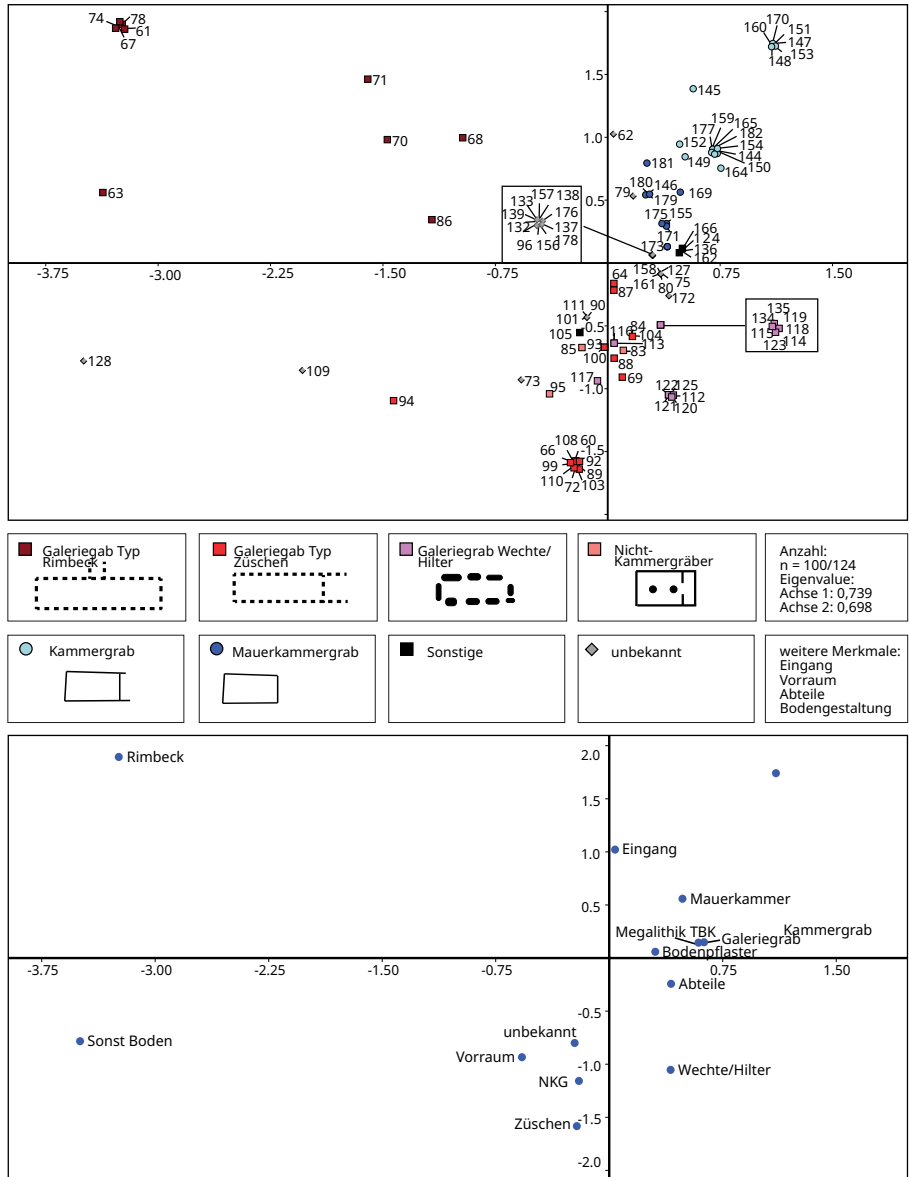 74 78
61
67
160 170
151
147
153
148
1.5
71
145
1.0
70
68
62
159
177 165
182
152 154
144
149 150
164
181
63
0.5
180 146
79 179
169
157 138
133
139 176
132 137
178
96 156
86
175 155
171 166
173 124
136
162
-3.75 -3.00 -2.25 -1.50 -0.75 0.75 1.50
64 158 127
161 75
87 80
172
111 90
101
-0.5
105
84
116 104
93 113
85 83
100
88
135
134 119
118
115 114
123
128
109
73
117
69
95
-1.0
94
122 125
112
121 120
108 60
66 -1.5
92
99
89
110
72 103
Galeriegab Typ
Rimbeck
Galeriegab Typ
Züschen
Galeriegrab Wechte/
Hilter
Nicht-
Kammergräber
Anzahl:
n = 100/124
Eigenvalue:
Achse 1: 0,739
Achse 2: 0,698
Kammergrab
Mauerkammergrab
Sonstige
unbekannt
weitere Merkmale:
Eingang
Vorraum
Abteile
Bodengestaltung
2.0
Rimbeck
1.5
1.0
Eingang
0.5
Mauerkammer
Kammergrab
Megalithik TBK
Galeriegrab
Bodenpflaster
-3.75 -3.00 -2.25 -1.50 -0.75 0.75 1.50
Abteile
-0.5
Sonst Boden
unbekannt
Vorraum
-1.0
Wechte/Hilter
NKG
-1.5
Züschen
-2.0